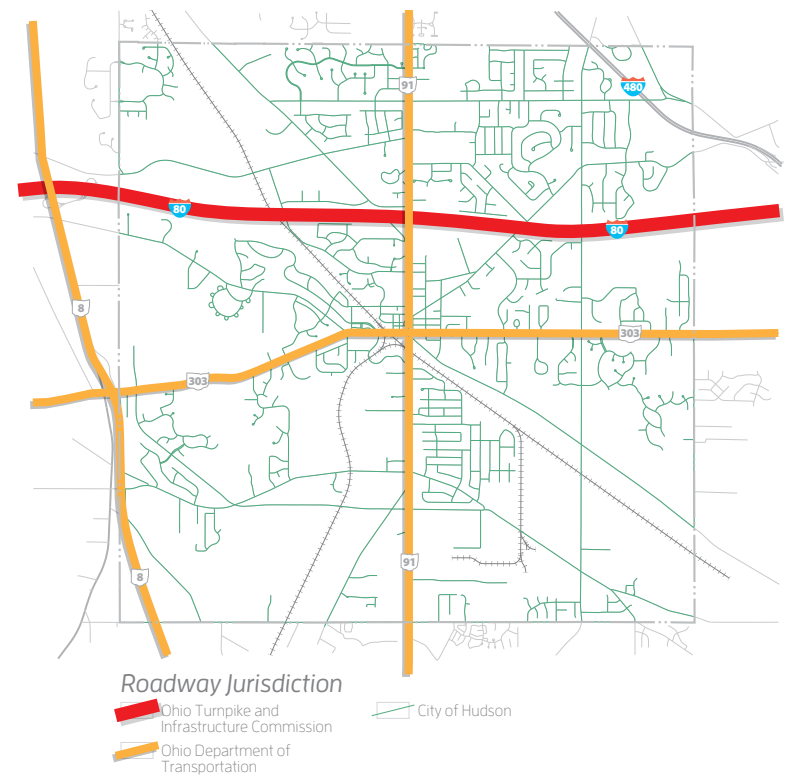 91
480
80
80
8
303
303
91
8
Roadway Jurisdiction
Ohio Turnpike and
Infrastructure Commission
City of Hudson
Ohio Department of
Transportation